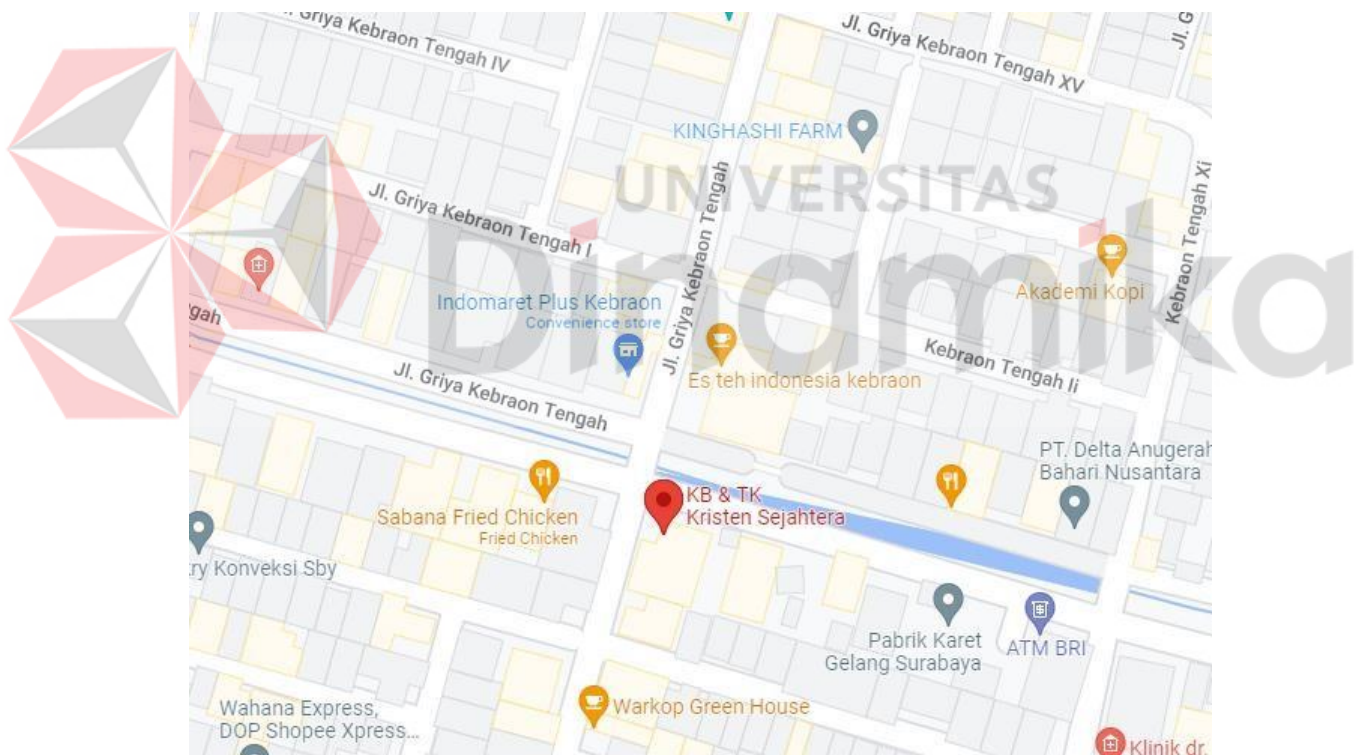 Jl. Griya Kebraon Tengah IV
Jl. Griya Kebraon Tengah XV
Jl. G
KINGHASHI FARM
UNIVERSITAS
Dinamika
Jl. Griya Kebraon Tengah I
Jl. Griya Kebraon Tengah
Kebraon Tengah Xi
Akademi Kopi
Indomaret Plus Kebraon
Convenience store
gah
Es teh indonesia kebraon
Kebraon Tengah Ii
Jl. Griya Kebraon Tengah
PT. Delta Anugerah
Bahari Nusantara
KB & TK
Kristen Sejahtera
Sabana Fried Chicken
Fried Chicken
ry Konveksi Sby
Pabrik Karet
Gelang Surabaya
ATM BRI
Warkop Green House
Wahana Express,
DOP Shopee Xpress...
Klinik dr.